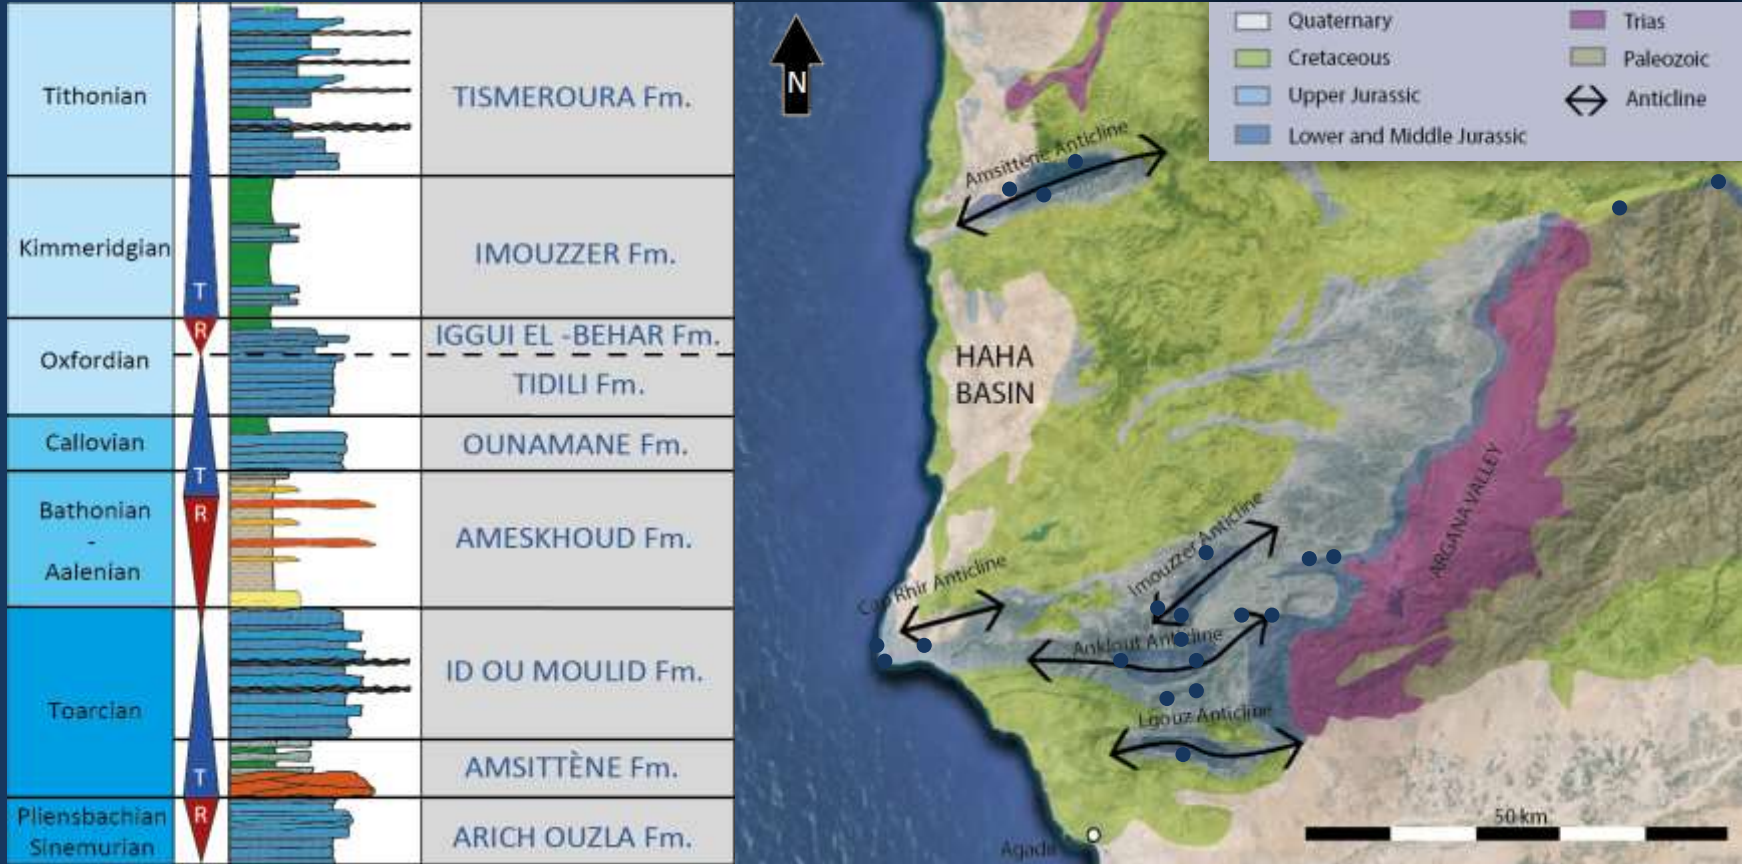 Tithonian
T
TISMEROURA Fm.
Kimmeridgian
IMOUZZER Fm.
Oxfordian
R
IGGUI EL -BEHAR Fm.
TIDILI Fm.
Callovian
T
OUNAMANE Fm.
Bathonian
-
Aalenian
R
AMESKHOUD Fm.
Toarcian
ID OU MOULID Fm.
T
AMSITTÈNE Fm.
Pliensbachian
Sinemurian
R
ARICH OUZLA Fm.
N
Quaternary
Cretaceous
Upper Jurassic
Lower and Middle Jurassic
Trias
Paleozoic
Anticline
Amsittene Anticline
HAHA
BASIN
ARGANA VALLEY
Imouzzer Anticline
Cap Rhir Anticline
Anklout Anticline
Lgouz Anticline
50 km
Agadir